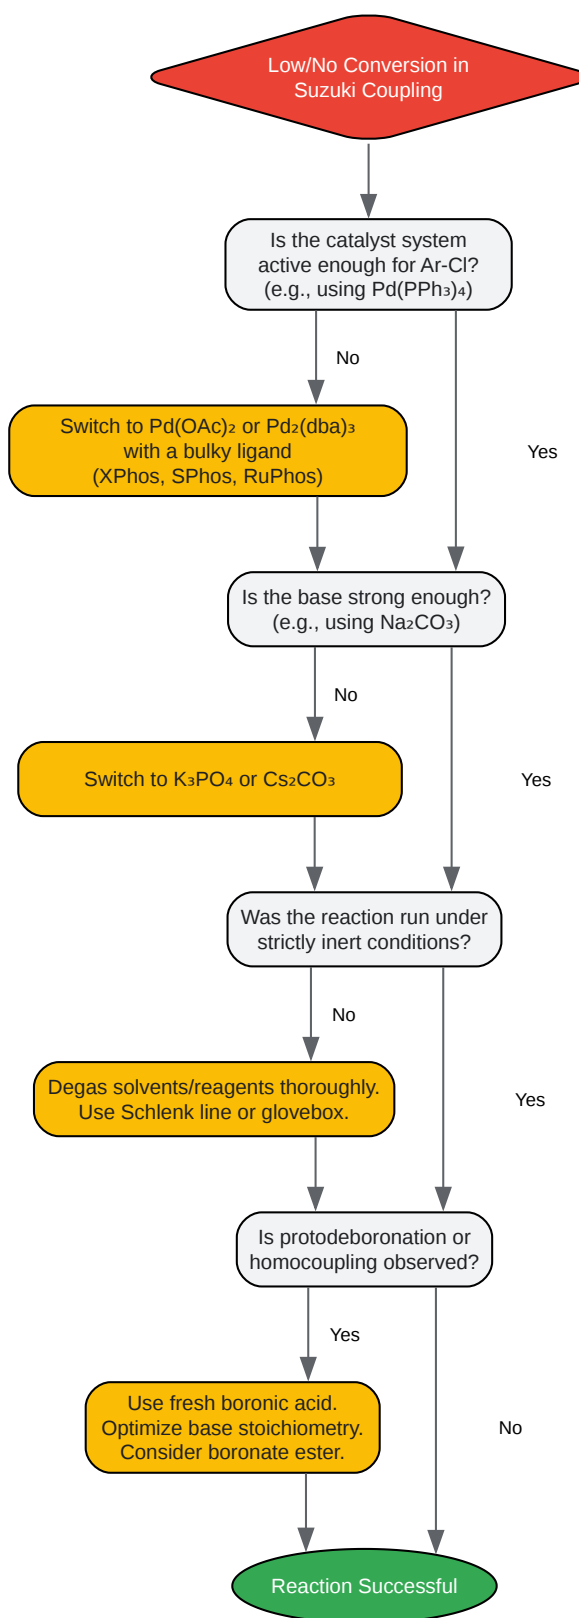 Low/No Conversion in
Suzuki Coupling
Is the catalyst system
active enough for Ar-Cl?
(e.g., using Pd(PPh₃)₄)
No
Yes
Switch to Pd(OAc)₂ or Pd₂(dba)₃
with a bulky ligand
(XPhos, SPhos, RuPhos)
Is the base strong enough?
(e.g., using Na₂CO₃)
No
Yes
Switch to K₃PO₄ or Cs₂CO₃
Was the reaction run under
strictly inert conditions?
No
Yes
Degas solvents/reagents thoroughly.
Use Schlenk line or glovebox.
Is protodeboronation or
homocoupling observed?
Yes
No
Use fresh boronic acid.
Optimize base stoichiometry.
Consider boronate ester.
Reaction Successful